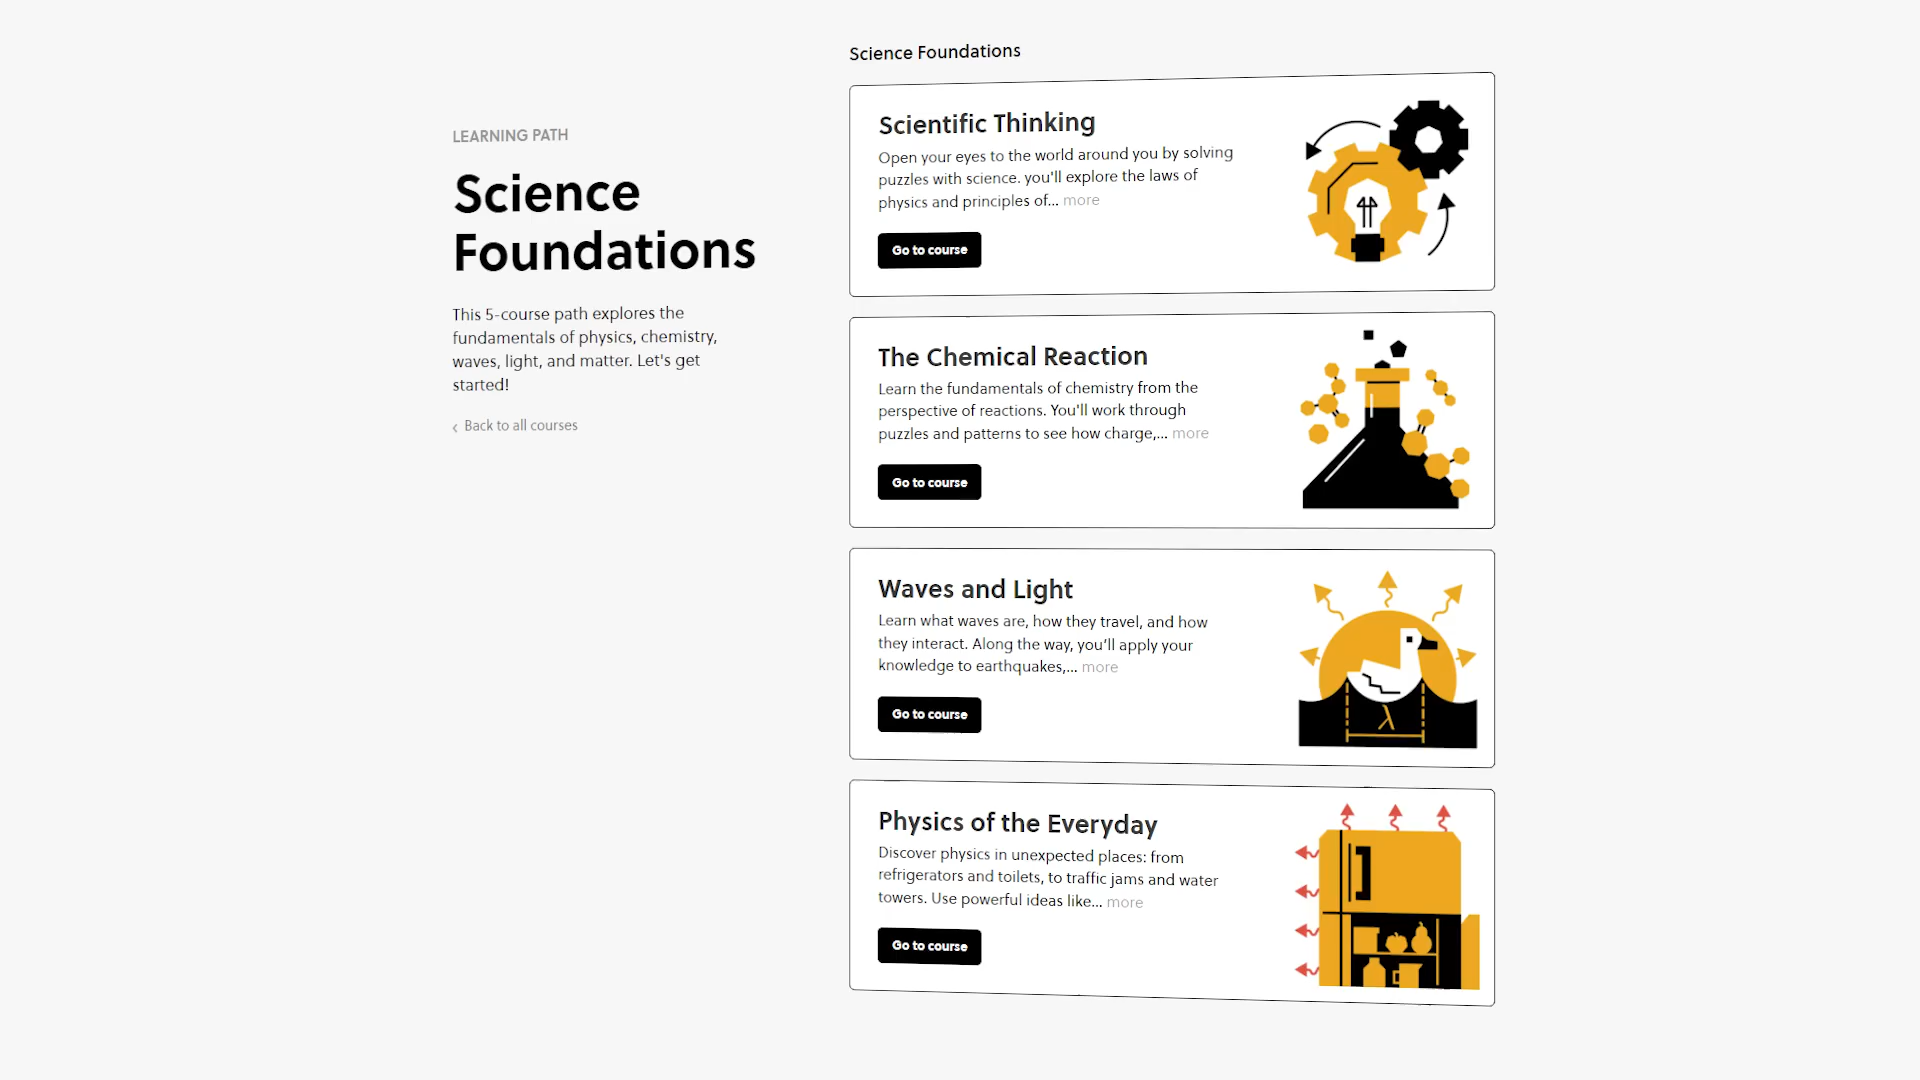 LEARNING PATH
Science
Foundations
This 5-course path explores the
fundamentals of physics, chemistry,
waves, light, and matter. Let's get
started!
‹ Back to all courses
Science Foundations
Scientific Thinking
Open your eyes to the world around you by solving
puzzles with science. you'll explore the laws of
physics and principles of... more
Go to course
The Chemical Reaction
Learn the fundamentals of chemistry from the
perspective of reactions. You'll work through
puzzles and patterns to see how charge,... more
Go to course
Waves and Light
Learn what waves are, how they travel, and how
they interact. Along the way, you'll apply your
knowledge to earthquakes,... more
Go to course
λ
Physics of the Everyday
Discover physics in unexpected places: from
refrigerators and toilets, to traffic jams and water
towers. Use powerful ideas like... more
Go to course